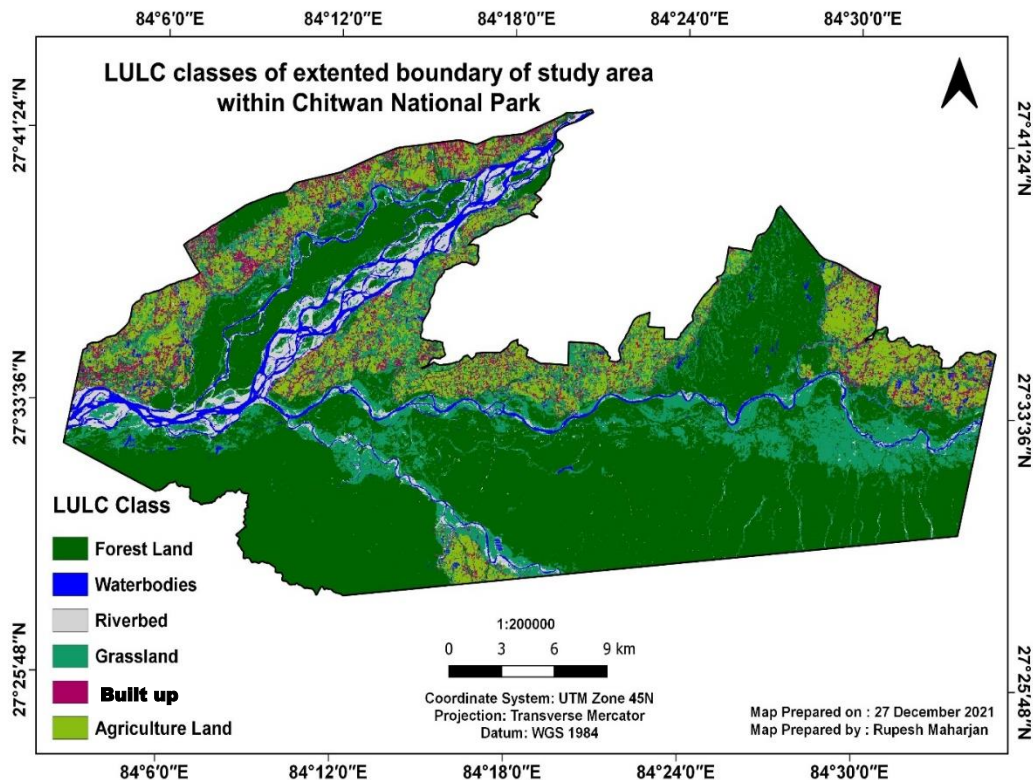 84°6'0"E 84°12'0"E 84°18'0"E 84°24'0"E 84°30'0"E
LULC classes of extented boundary of study area
within Chitwan National Park
27°41'24"N
27°41'24"N
27°33'36"N
27°33'36"N
LULC Class
Forest Land
Waterbodies
Riverbed
Grassland
Built up
Agriculture Land
27°25'48"N
27°25'48"N
1:200000
0 3 6 9 km
Coordinate System: UTM Zone 45N
Projection: Transverse Mercator
Datum: WGS 1984
Map Prepared on : 27 December 2021
Map Prepared by : Rupesh Maharjan
84°6'0"E 84°12'0"E 84°18'0"E 84°24'0"E 84°30'0"E